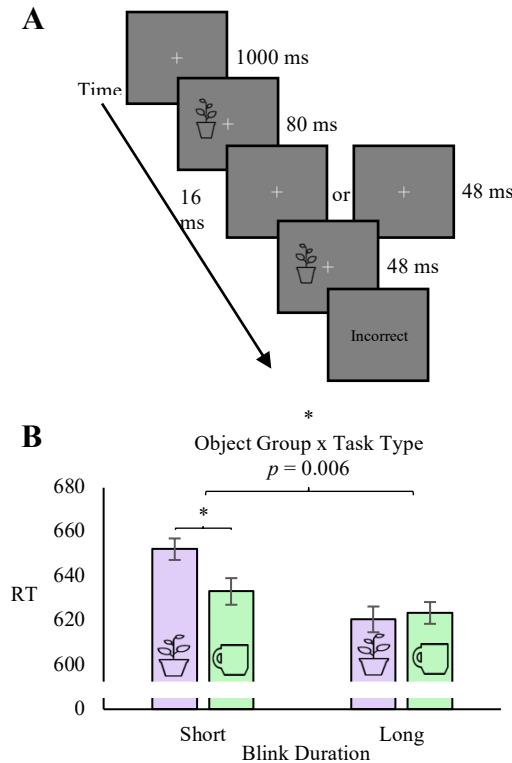 A
1000 ms
Time
80 ms
16
ms
or
48 ms
48 ms
Incorrect
B
*
Object Group x Task Type
p = 0.006
680
*
660
640
RT
620
600
0
Short
Long
Blink Duration